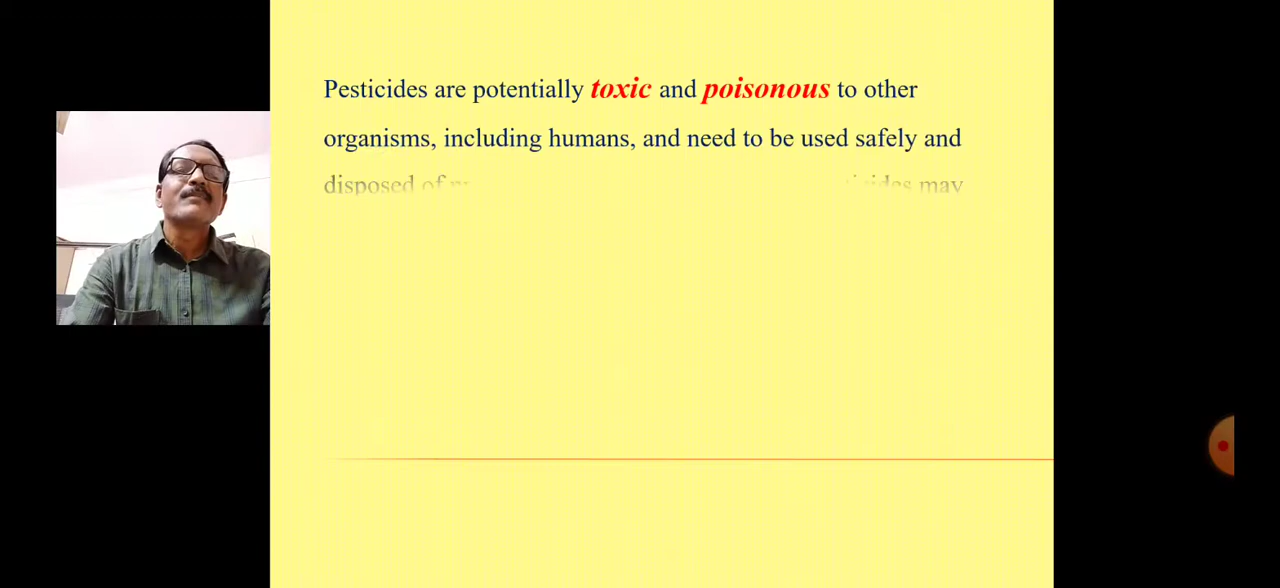 Pesticides are potentially toxic and poisonous to other
organisms, including humans, and need to be used safely and
disposed of may